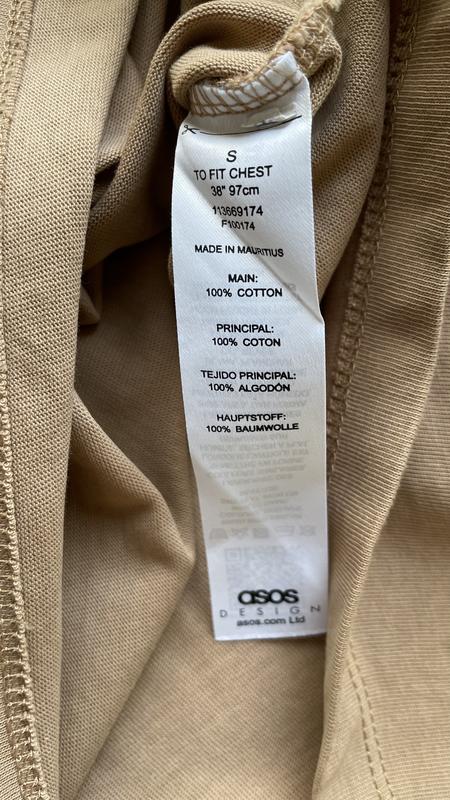 S
TO FIT CHEST
38" 97cm
113669174
F100174
MADE IN MAURITIUS
MAIN:
100% COTTON
PRINCIPAL:
100% COTON
TEJIDO PRINCIPAL:
100% ALGODÓN
HAUPTSTOFF:
100% BAUMWOLLE
asos
DESIGN
asos.com Ltd